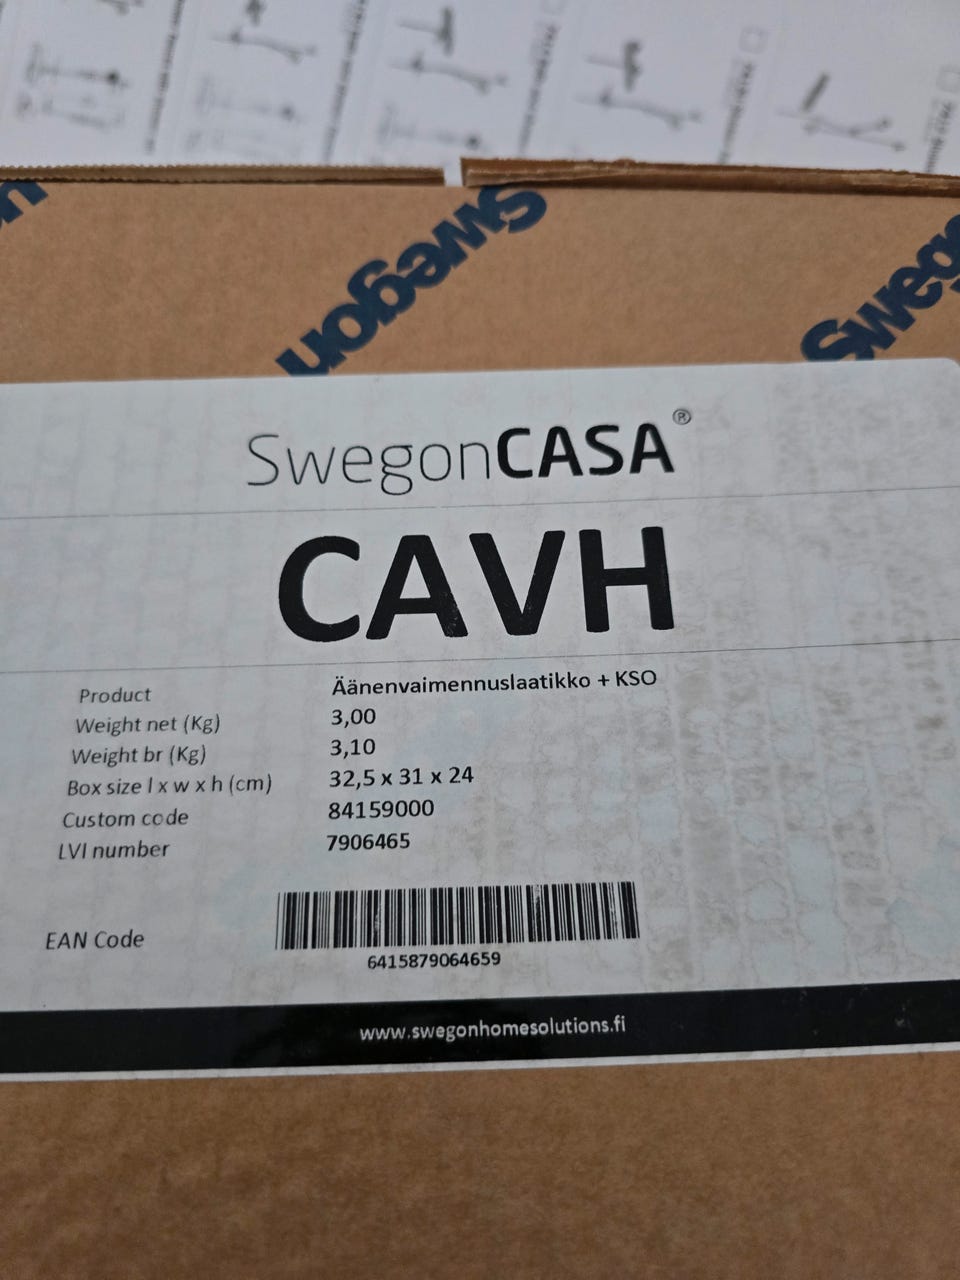 Swegon
Swegon
SwegonCASA®
CAVH
Product Äänenvaimennuslaatikko + KSO
Weight net (Kg) 3,00
Weight br (Kg) 3,10
Box size l x w x h (cm) 32,5 x 31 x 24
Custom code 84159000
LVI number 7906465
EAN Code
6415879064659
www.swegonhomesolutions.fi